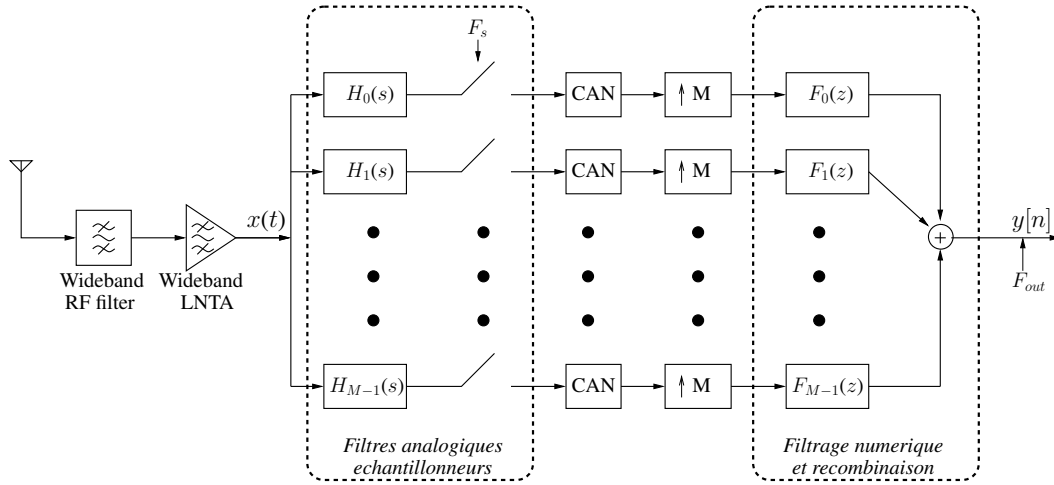 F_s
H_0(s)
CAN
↑ M
F_0(z)
H_1(s)
CAN
↑ M
F_1(z)
x(t)
+
y[n]
Wideband
RF filter
Wideband
LNTA
F_out
H_{M−1}(s)
CAN
↑ M
F_{M−1}(z)
Filtres analogiques
echantillonneurs
Filtrage numerique
et recombinaison